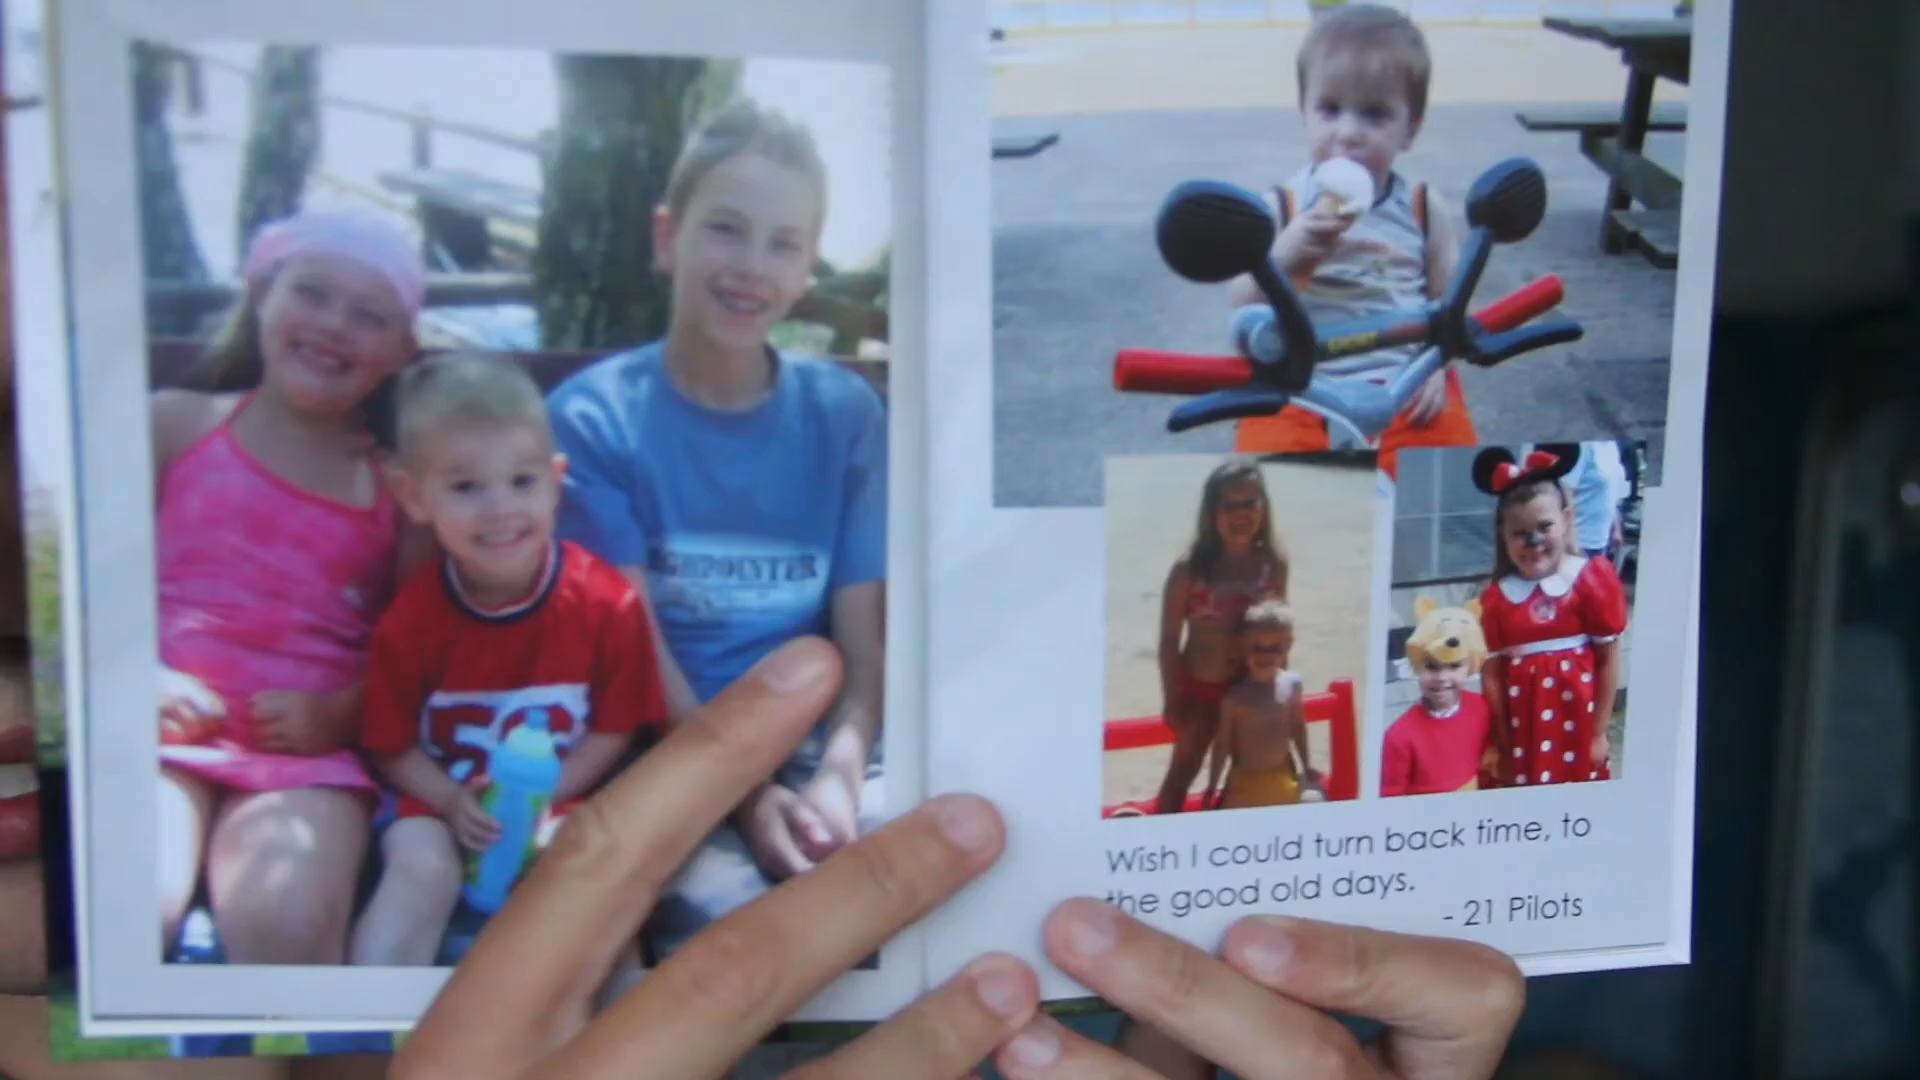 Wish I could turn back time, to
the good old days.
- 21 Pilots